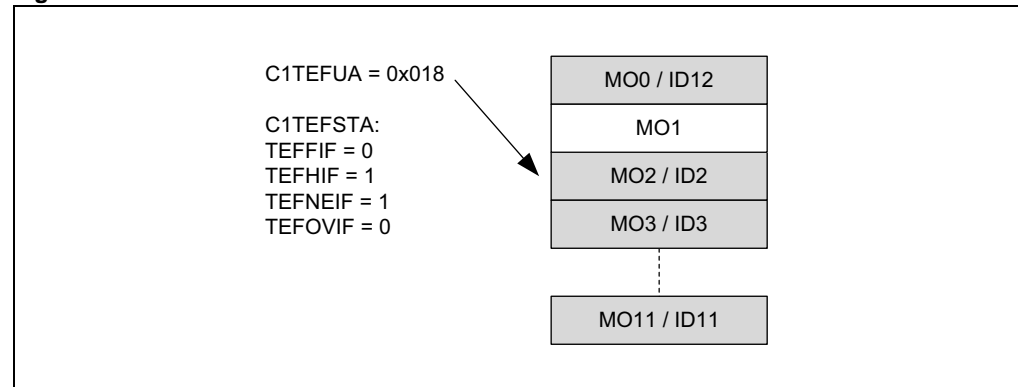 C1TEFUA = 0x018
C1TEFSTA:
TEFFIF = 0
TEFHIF = 1
TEFNEIF = 1
TEFOVIF = 0
MO0 / ID12
MO1
MO2 / ID2
MO3 / ID3
MO11 / ID11